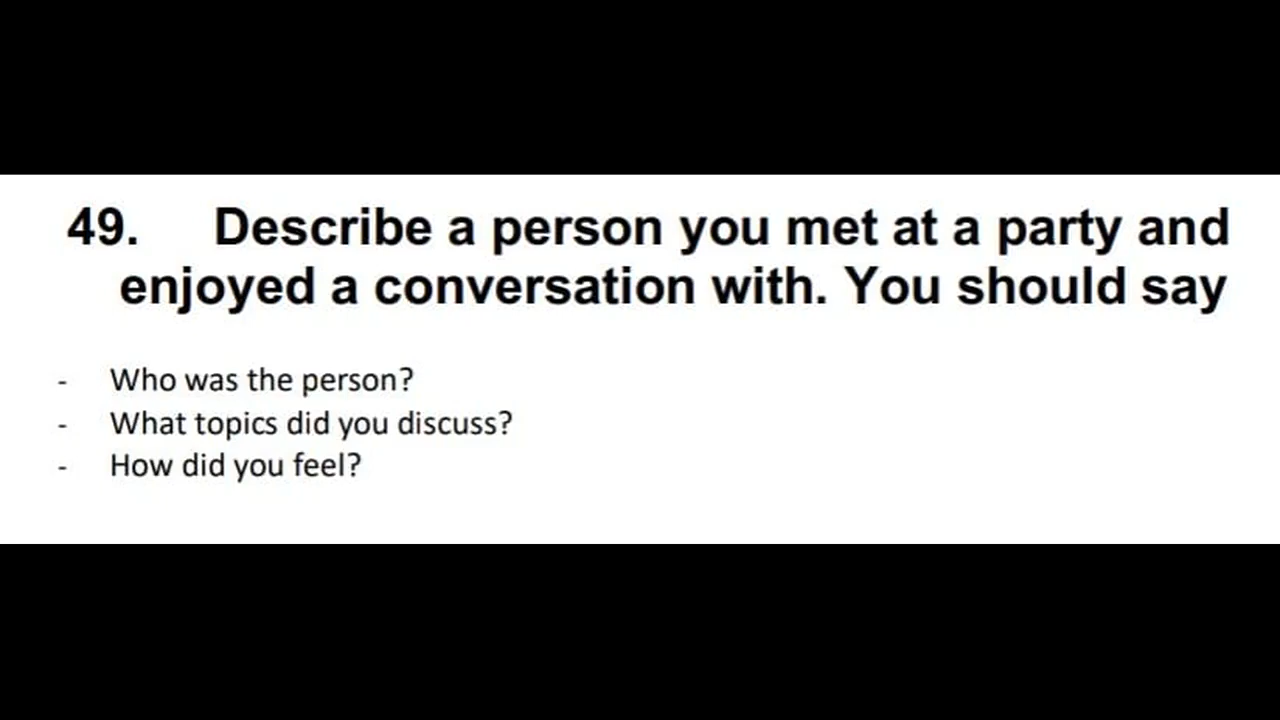 49. Describe a person you met at a party and
enjoyed a conversation with. You should say
- Who was the person?
- What topics did you discuss?
- How did you feel?